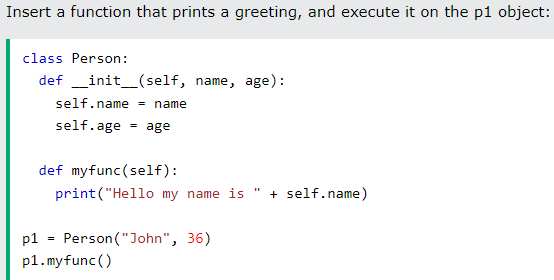 Insert a function that prints a greeting, and execute it on the p1 object:
class Person:
  def __init__(self, name, age):
    self.name = name
    self.age = age
  def myfunc(self):
    print("Hello my name is " + self.name)
p1 = Person("John", 36)
p1.myfunc()